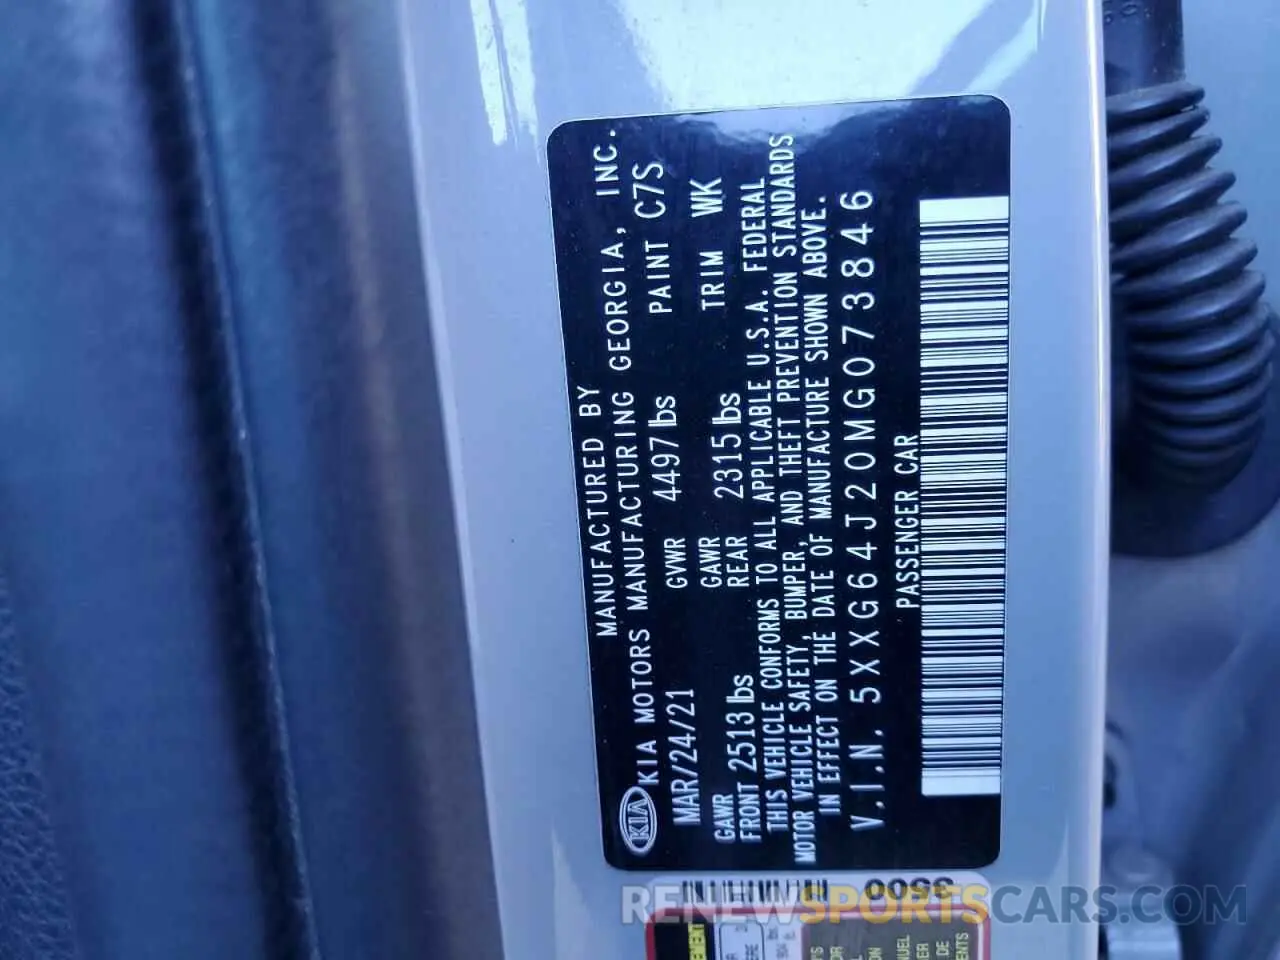 MANUFACTURED BY
KIA KIA MOTORS MANUFACTURING GEORGIA, INC.
MAR/24/21 GVWR 4497 lbs PAINT C7S
GAWR FRONT 2513 lbs GAWR REAR 2315 lbs TRIM WK
THIS VEHICLE CONFORMS TO ALL APPLICABLE U.S.A. FEDERAL
MOTOR VEHICLE SAFETY, BUMPER, AND THEFT PREVENTION STANDARDS
IN EFFECT ON THE DATE OF MANUFACTURE SHOWN ABOVE.
V.I.N. 5XXG64J20MG073846
PASSENGER CAR
3500
RENEWSPORTSCARS.COM